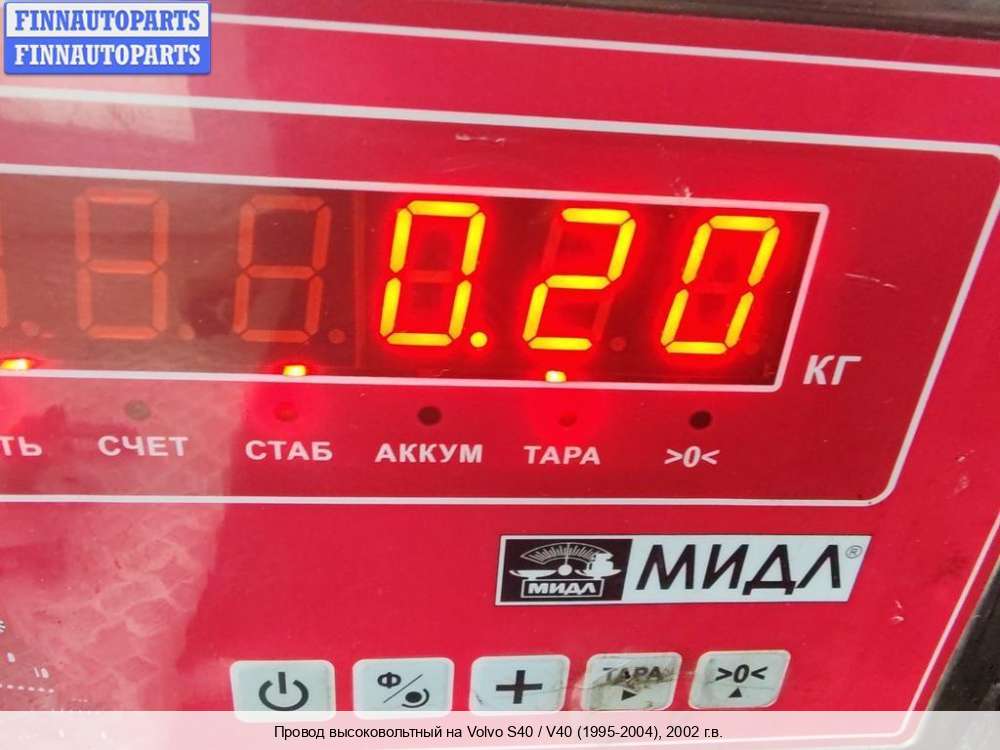 FINNAUTOPARTS
FINNAUTOPARTS
0.20
КГ
ТЬ СЧЕТ СТАБ АККУМ ТАРА >0<
МИДЛ МИДЛ®
Ф ТАРА >0<
Провод высоковольтный на Volvo S40 / V40 (1995-2004), 2002 г.в.